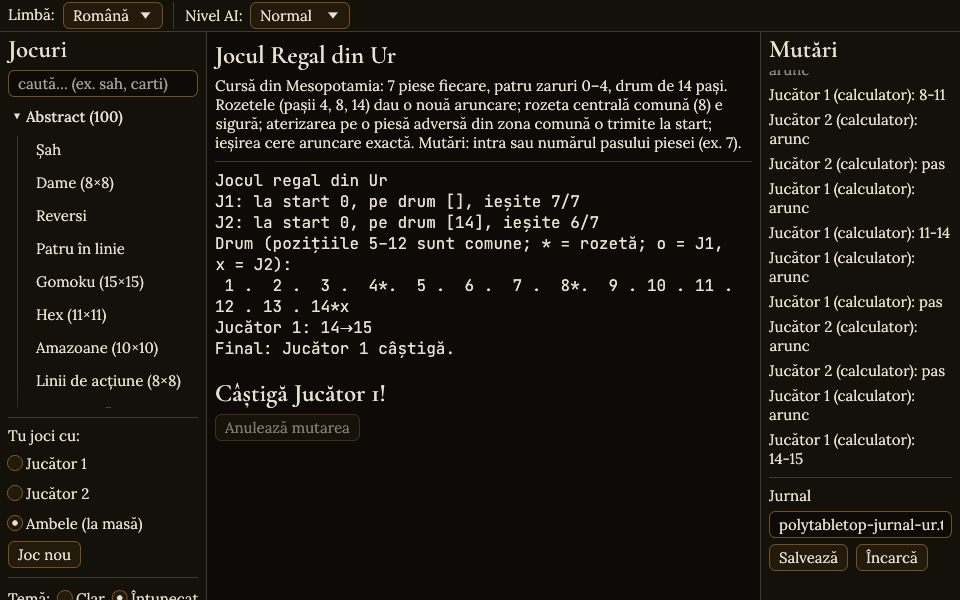 Limbă: Română ▼ Nivel AI: Normal ▼
Jocuri
caută... (ex. sah, carti)
▼ Abstract (100)
Șah
Dame (8×8)
Reversi
Patru în linie
Gomoku (15×15)
Hex (11×11)
Amazoane (10×10)
Linii de acțiune (8×8)
Tu joci cu:
Jucător 1
Jucător 2
Ambele (la masă)
Joc nou
Temă: Clar Întunecat
Jocul Regal din Ur
Cursă din Mesopotamia: 7 piese fiecare, patru zaruri 0–4, drum de 14 pași.
Rozetele (pașii 4, 8, 14) dau o nouă aruncare; rozeta centrală comună (8) e
sigură; aterizarea pe o piesă adversă din zona comună o trimite la start;
ieșirea cere aruncare exactă. Mutări: intra sau numărul pasului piesei (ex. 7).
Jocul regal din Ur
J1: la start 0, pe drum [], ieșite 7/7
J2: la start 0, pe drum [14], ieșite 6/7
Drum (pozițiile 5–12 sunt comune; * = rozetă; o = J1,
x = J2):
1 . 2 . 3 . 4*. 5 . 6 . 7 . 8*. 9 . 10 . 11 .
12 . 13 . 14*x
Jucător 1: 14→15
Final: Jucător 1 câștigă.
Câștigă Jucător 1!
Anulează mutarea
Mutări
arunc
Jucător 1 (calculator): 8-11
Jucător 2 (calculator):
arunc
Jucător 2 (calculator): pas
Jucător 1 (calculator):
arunc
Jucător 1 (calculator): 11-14
Jucător 1 (calculator):
arunc
Jucător 1 (calculator): pas
Jucător 2 (calculator):
arunc
Jucător 2 (calculator): pas
Jucător 1 (calculator):
arunc
Jucător 1 (calculator):
14-15
Jurnal
polytabletop-jurnal-ur.t
Salvează Încarcă